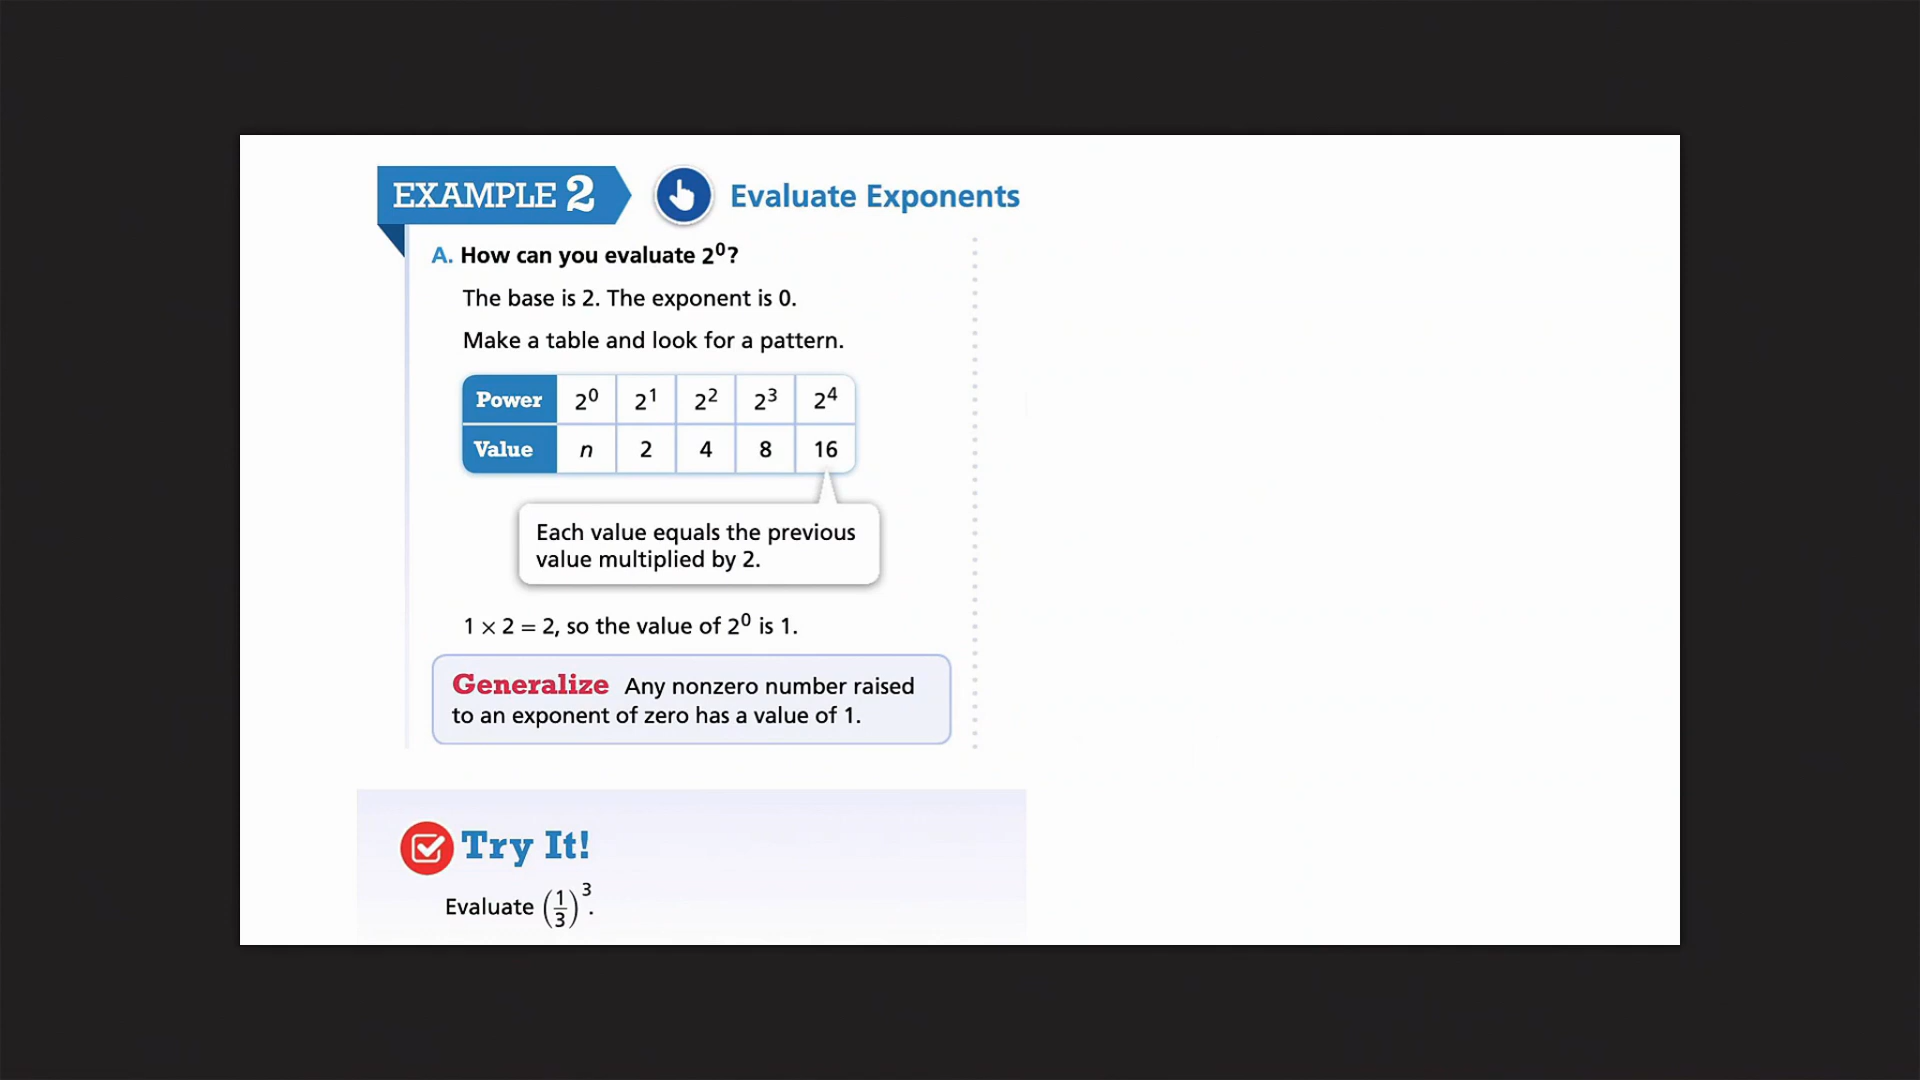 EXAMPLE 2 Evaluate Exponents
A. How can you evaluate 2⁰?
The base is 2. The exponent is 0.
Make a table and look for a pattern.
Power 2⁰ 2¹ 2² 2³ 2⁴
Value n 2 4 8 16
Each value equals the previous
value multiplied by 2.
1 × 2 = 2, so the value of 2⁰ is 1.
Generalize Any nonzero number raised
to an exponent of zero has a value of 1.
Try It!
Evaluate (1/3)³.